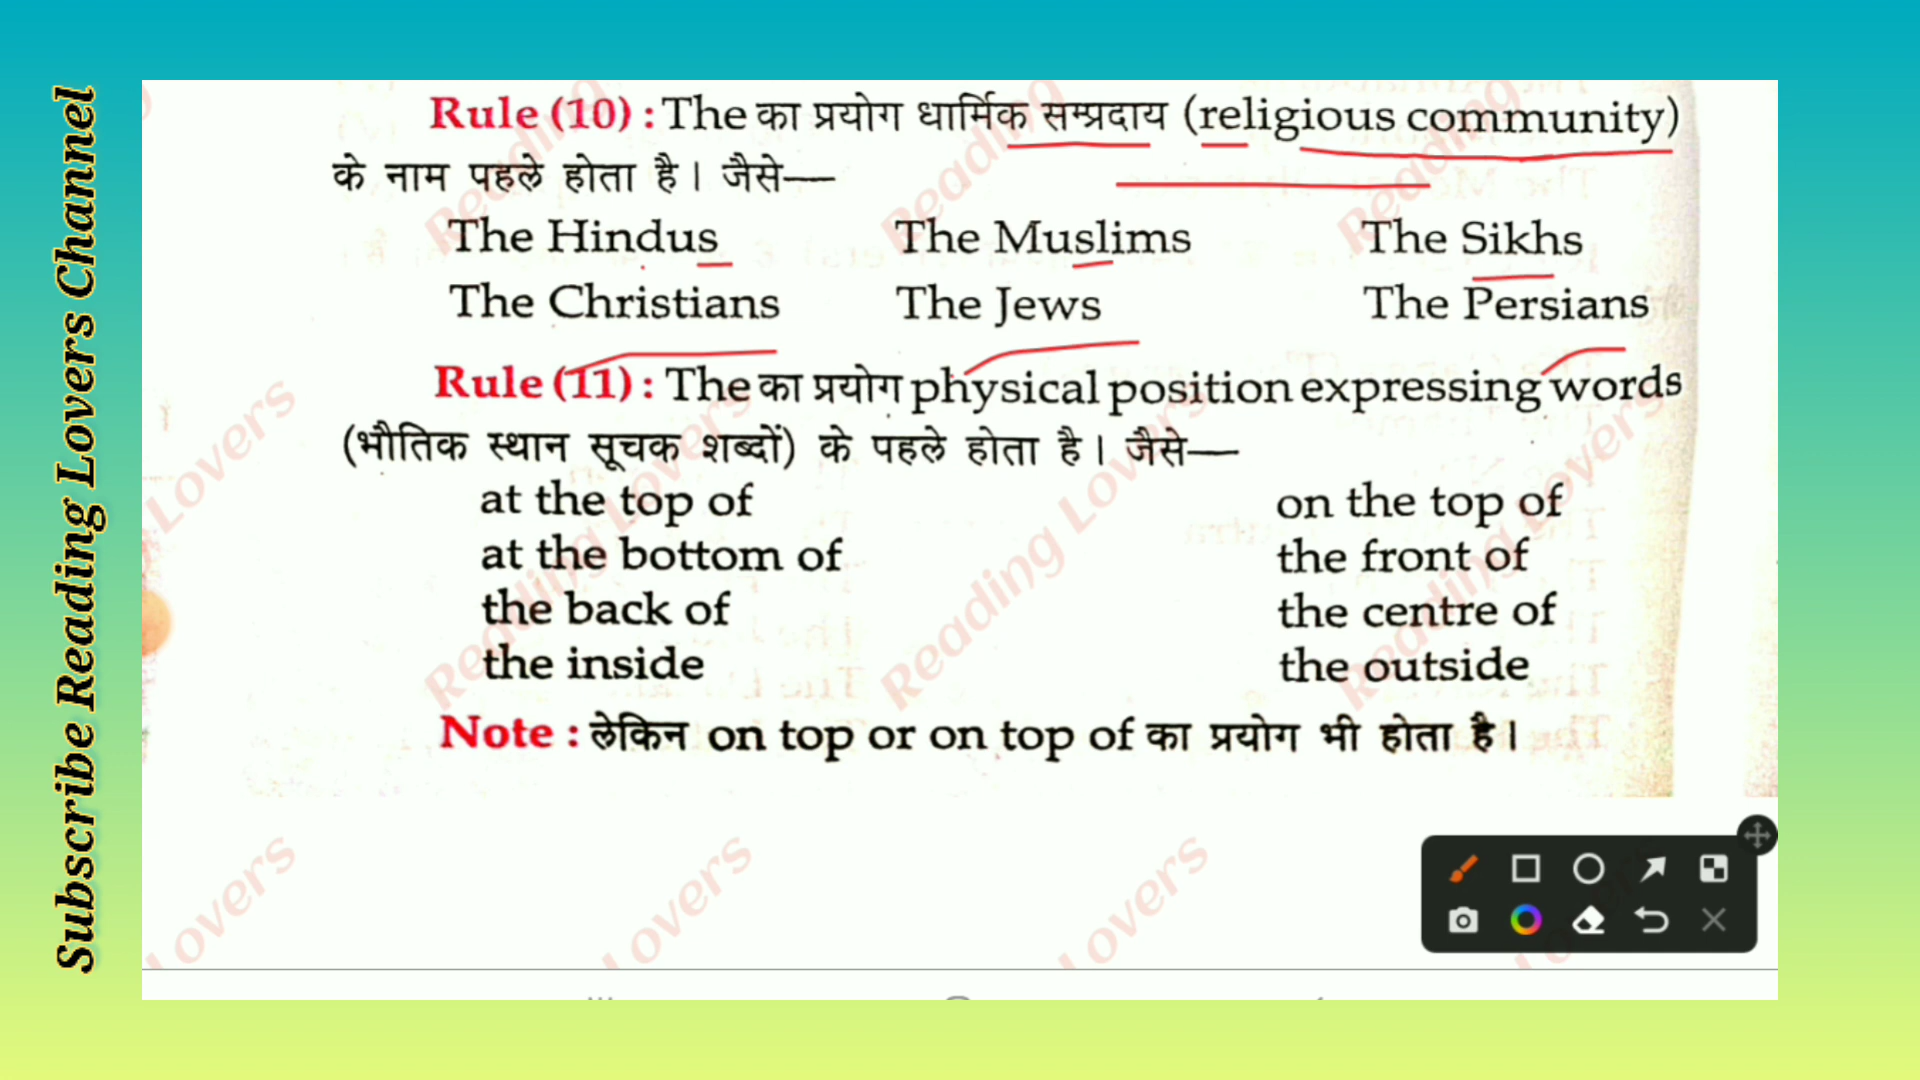 Subscribe Reading Lovers Channel
Rule (10) : The का प्रयोग धार्मिक सम्प्रदाय (religious community)
के नाम पहले होता है। जैसे—
The Hindus The Muslims The Sikhs
The Christians The Jews The Persians
Rule (11) : The का प्रयोग physical position expressing words
(भौतिक स्थान सूचक शब्दों) के पहले होता है। जैसे—
at the top of on the top of
at the bottom of the front of
the back of the centre of
the inside the outside
Note : लेकिन on top or on top of का प्रयोग भी होता है।
Reading Lovers